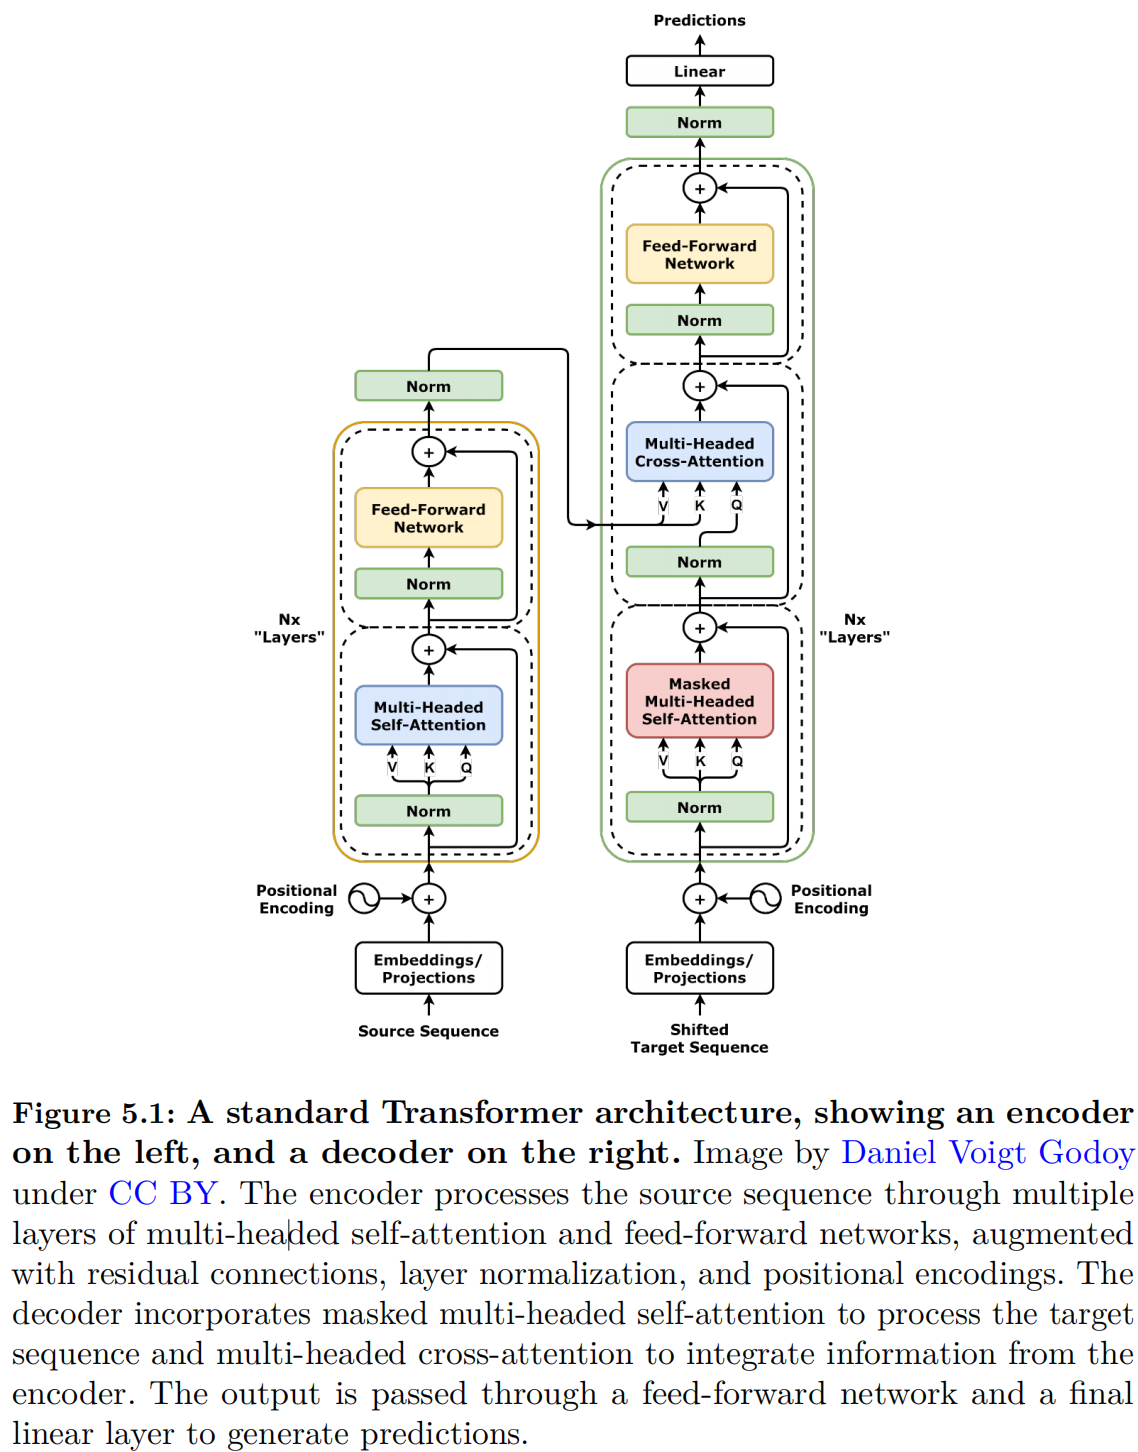 Predictions
Linear
Norm
+
Feed-Forward
Network
Norm
+
Multi-Headed
Cross-Attention
V K Q
Norm
+
Masked
Multi-Headed
Self-Attention
V K Q
Norm
Nx
"Layers"
+
Positional
Encoding
Embeddings/
Projections
Shifted
Target Sequence
Norm
+
Feed-Forward
Network
Norm
Nx
"Layers"
+
Multi-Headed
Self-Attention
V K Q
Norm
Positional
Encoding
+
Embeddings/
Projections
Source Sequence
Figure 5.1: A standard Transformer architecture, showing an encoder
on the left, and a decoder on the right. Image by Daniel Voigt Godoy
under CC BY. The encoder processes the source sequence through multiple
layers of multi-headed self-attention and feed-forward networks, augmented
with residual connections, layer normalization, and positional encodings. The
decoder incorporates masked multi-headed self-attention to process the target
sequence and multi-headed cross-attention to integrate information from the
encoder. The output is passed through a feed-forward network and a final
linear layer to generate predictions.